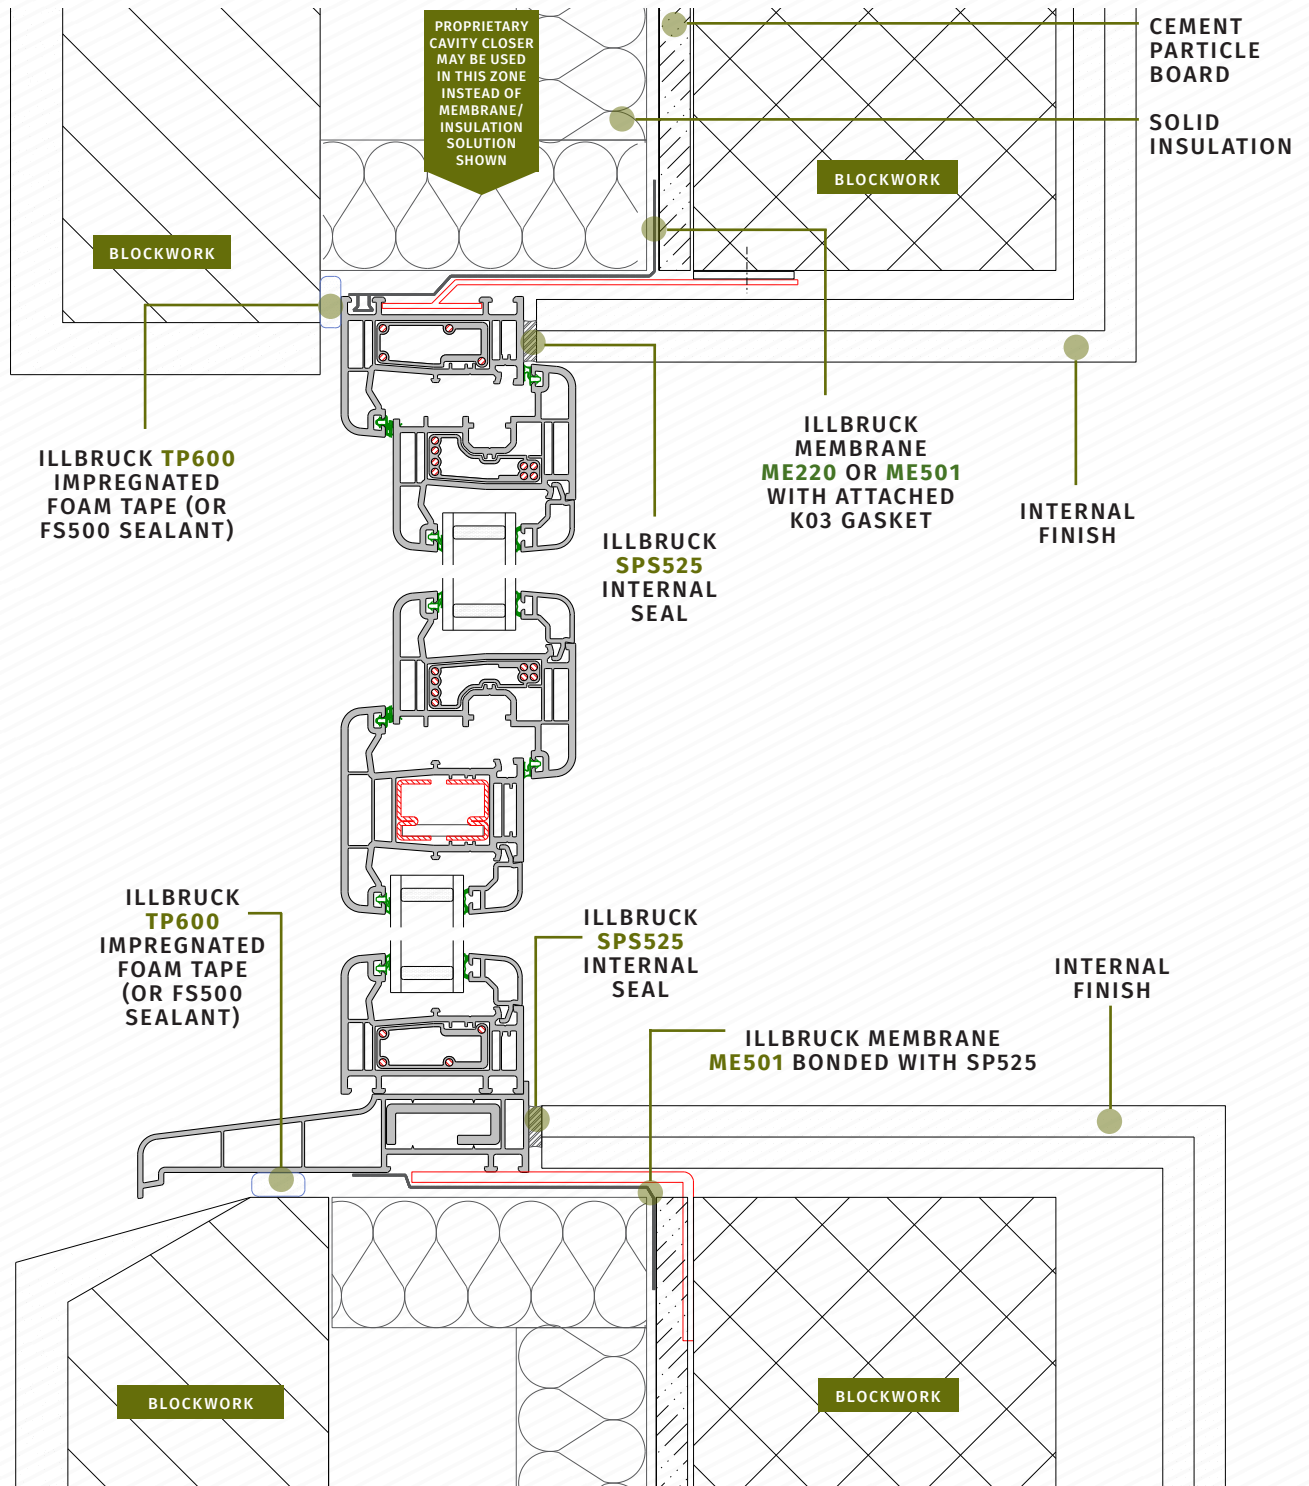 PROPRIETARY
CAVITY CLOSER
MAY BE USED
IN THIS ZONE
INSTEAD OF
MEMBRANE/
INSULATION
SOLUTION
SHOWN
CEMENT
PARTICLE
BOARD
SOLID
INSULATION
BLOCKWORK
BLOCKWORK
ILLBRUCK TP600
IMPREGNATED
FOAM TAPE (OR
FS500 SEALANT)
ILLBRUCK
MEMBRANE
ME220 OR ME501
WITH ATTACHED
K03 GASKET
INTERNAL
FINISH
ILLBRUCK
SPS525
INTERNAL
SEAL
ILLBRUCK
TP600
IMPREGNATED
FOAM TAPE
(OR FS500
SEALANT)
ILLBRUCK
SPS525
INTERNAL
SEAL
INTERNAL
FINISH
ILLBRUCK MEMBRANE
ME501 BONDED WITH SP525
BLOCKWORK
BLOCKWORK